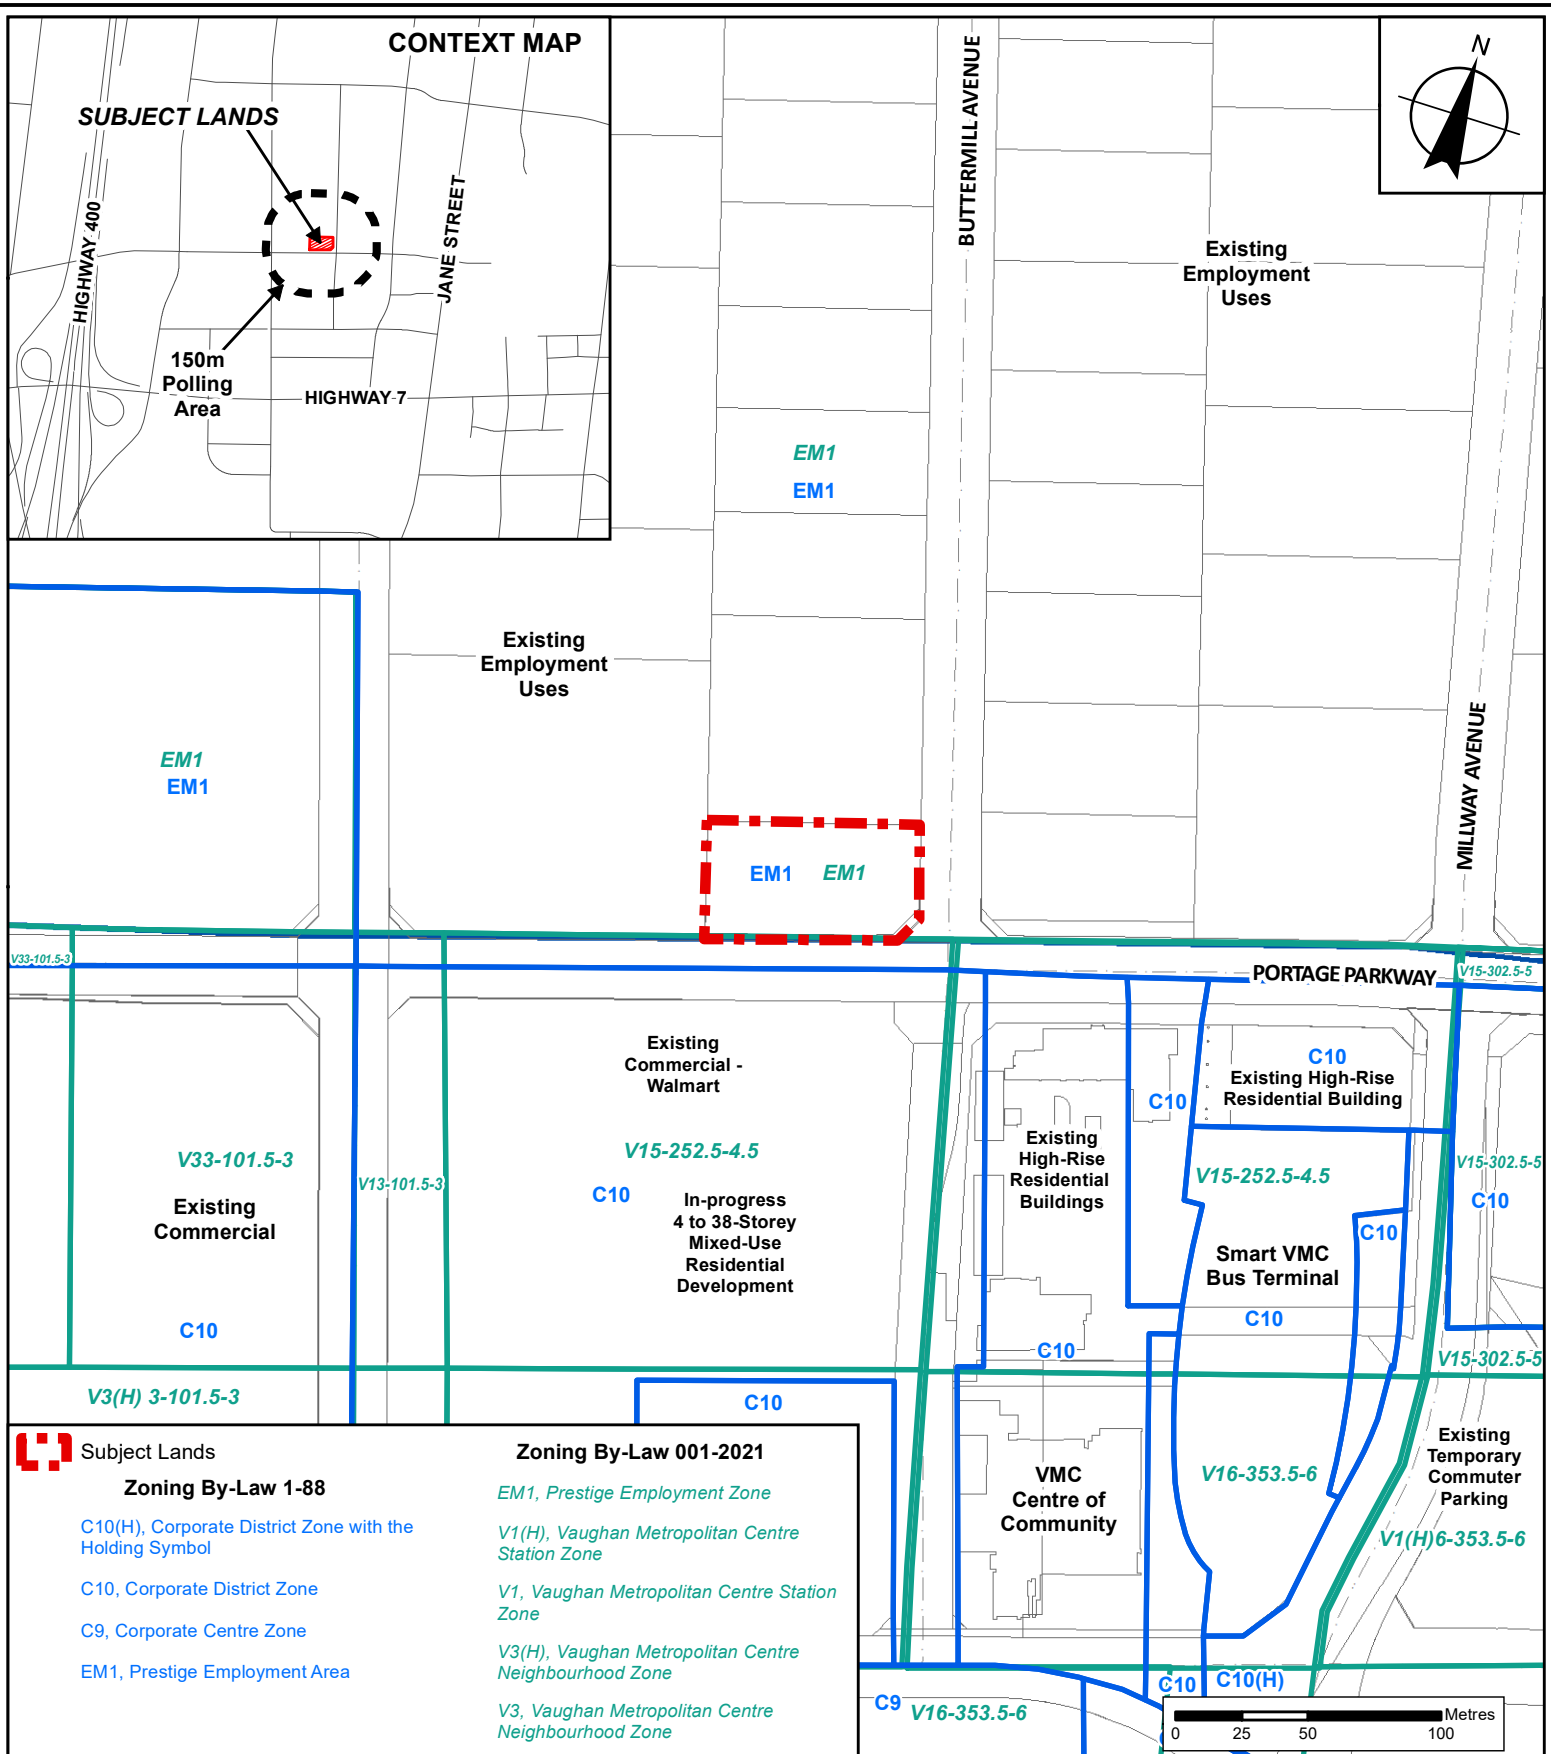 CONTEXT MAP
SUBJECT LANDS
HIGHWAY 400
JANE STREET
150m
Polling
Area
HIGHWAY 7
N
BUTTERMILL AVENUE
Existing
Employment
Uses
EM1
EM1
Existing
Employment
Uses
EM1
EM1
MILLWAY AVENUE
EM1 EM1
V33-101.5-3
PORTAGE PARKWAY
V15-302.5-5
Existing
Commercial -
Walmart
C10
Existing High-Rise
Residential Building
C10
Existing
High-Rise
Residential
Buildings
V33-101.5-3
V13-101.5-3
V15-252.5-4.5
V15-252.5-4.5
V15-302.5-5
Existing
Commercial
C10
In-progress
4 to 38-Storey
Mixed-Use
Residential
Development
C10
C10
Smart VMC
Bus Terminal
C10
C10
C10
V15-302.5-5
V3(H) 3-101.5-3
C10
VMC
Centre of
Community
V16-353.5-6
Existing
Temporary
Commuter
Parking
V1(H)6-353.5-6
C10
C10(H)
C9
V16-353.5-6
Subject Lands
Zoning By-Law 1-88
C10(H), Corporate District Zone with the
Holding Symbol
C10, Corporate District Zone
C9, Corporate Centre Zone
EM1, Prestige Employment Area
Zoning By-Law 001-2021
EM1, Prestige Employment Zone
V1(H), Vaughan Metropolitan Centre
Station Zone
V1, Vaughan Metropolitan Centre Station
Zone
V3(H), Vaughan Metropolitan Centre
Neighbourhood Zone
V3, Vaughan Metropolitan Centre
Neighbourhood Zone
Metres
0 25 50 100